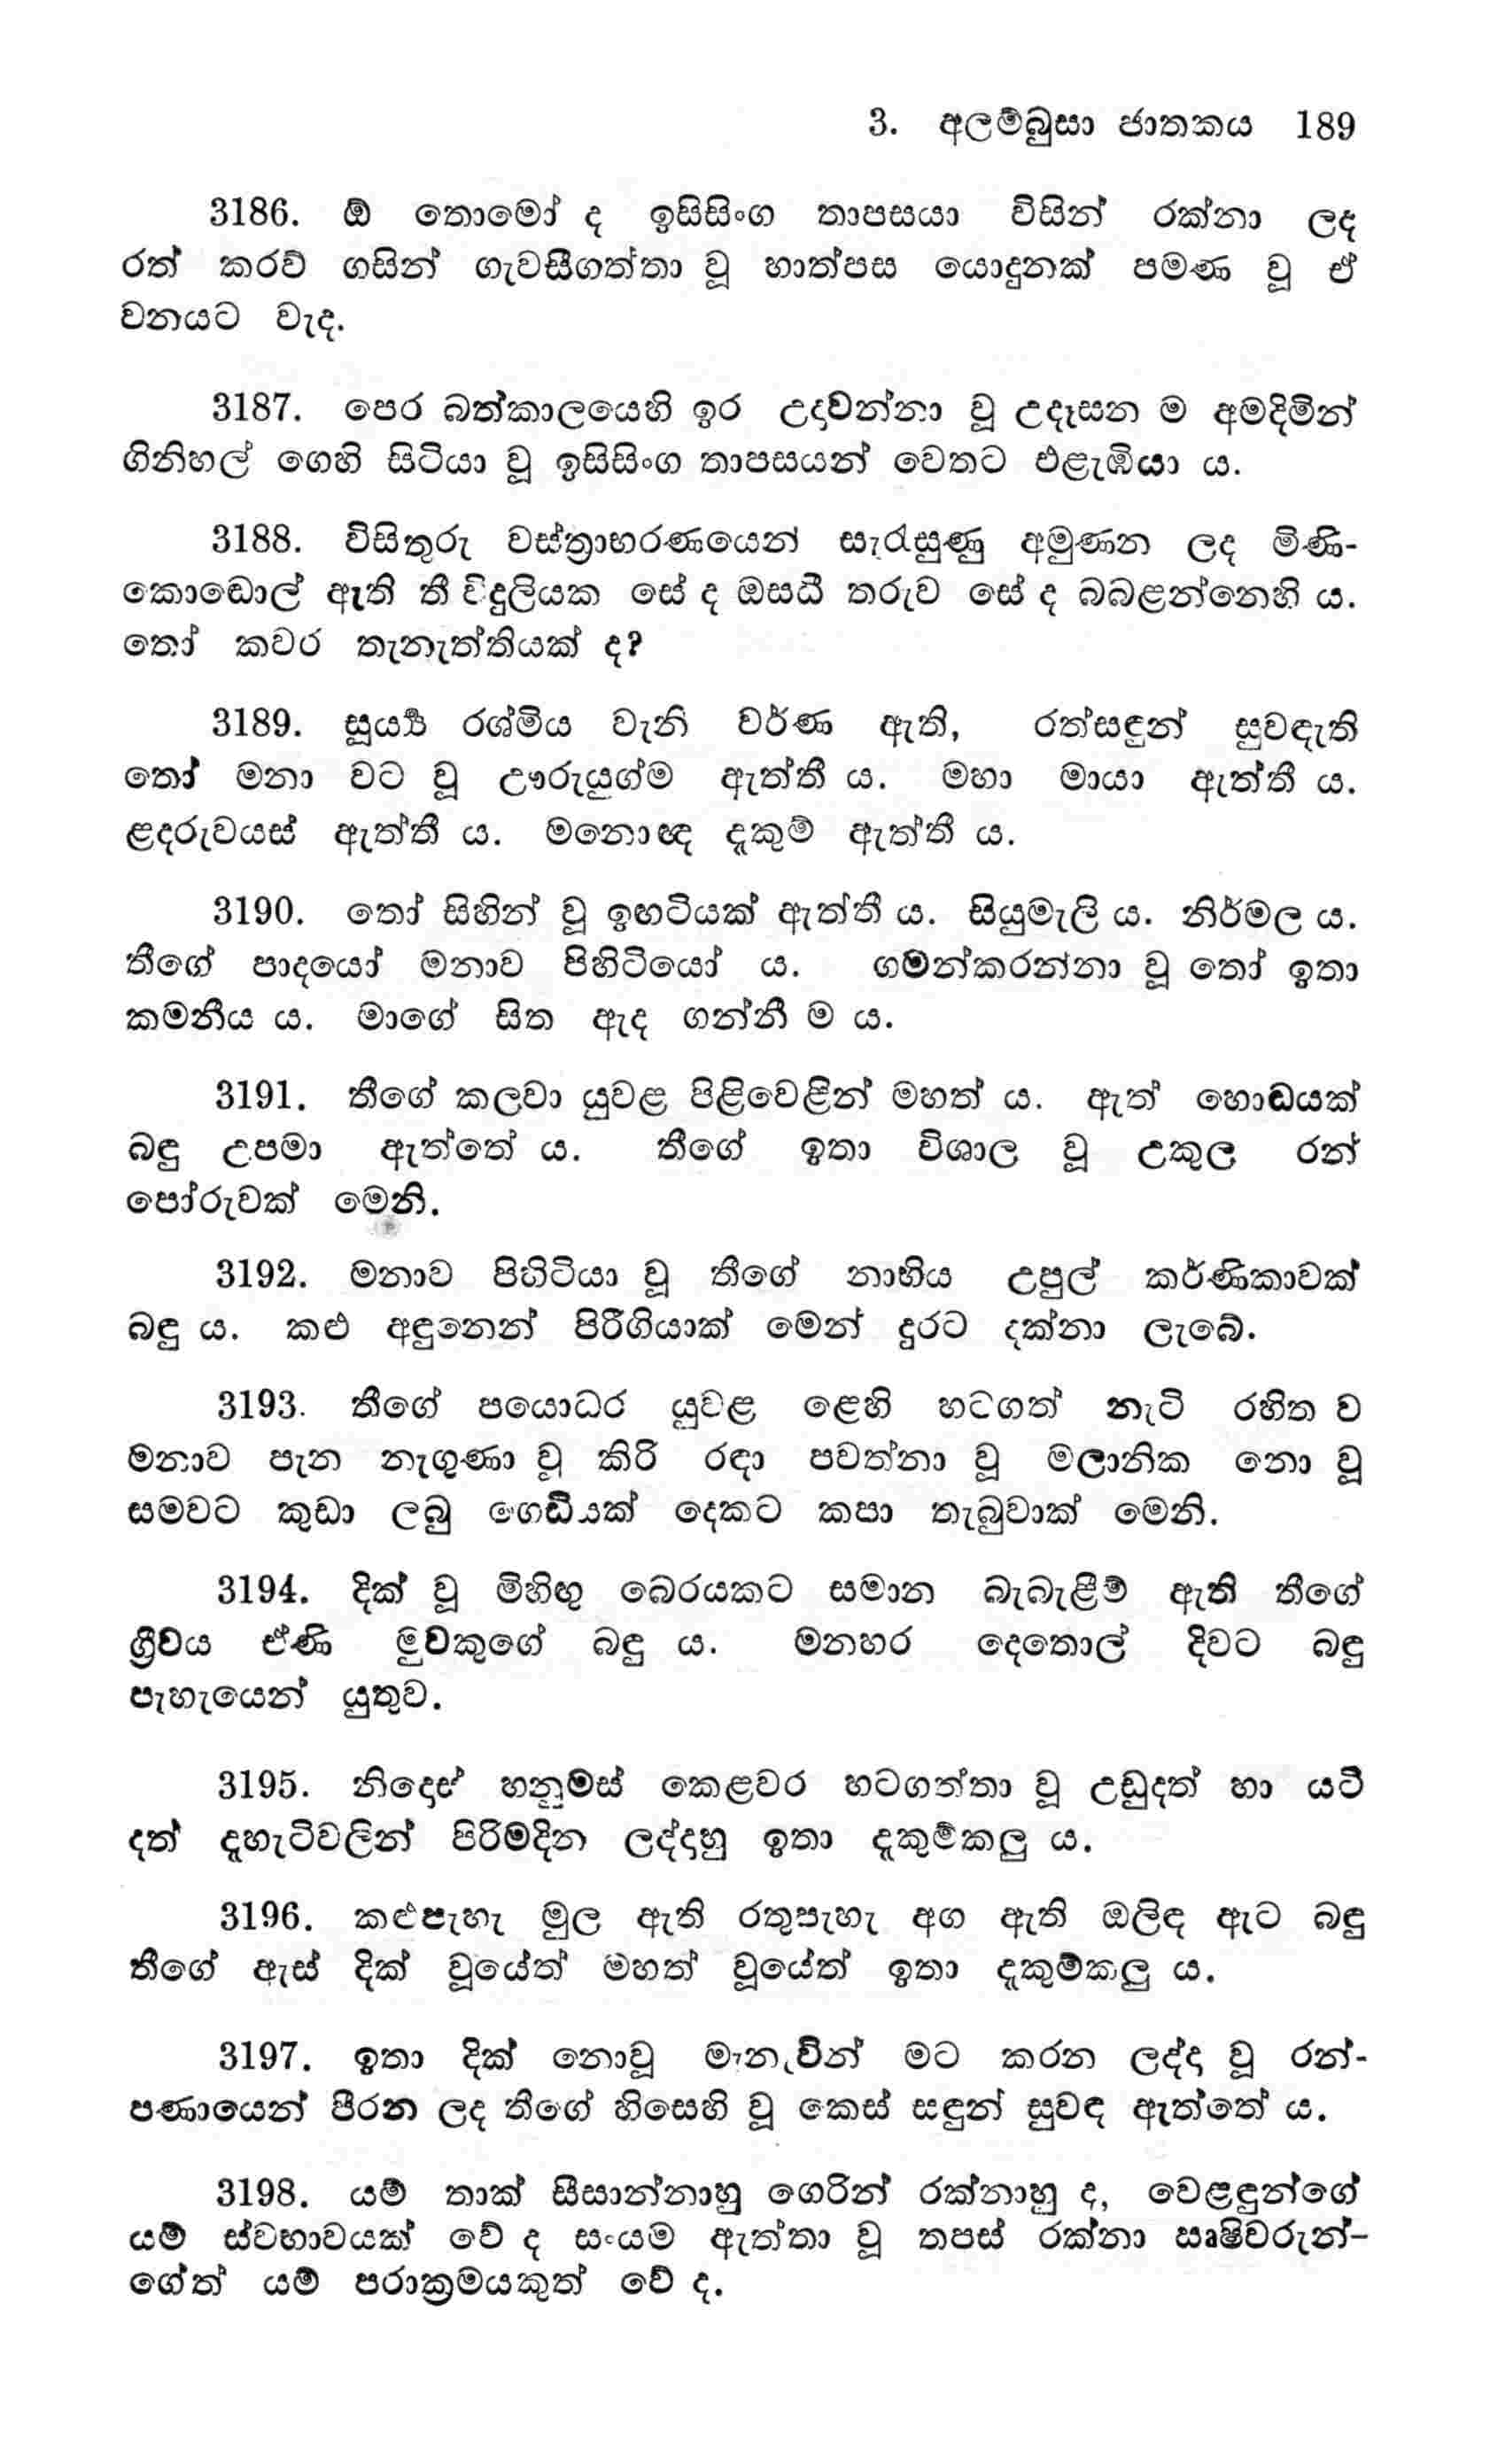 3. අලම්බුසා ජාතකය 189
3186. ඕ තොමෝ ද ඉසිසිංග තාපසයා විසින් රක්නා ලද
රත් කරව් ගසින් ගැවසීගත්තා වූ හාත්පස යොදුනක් පමණ වූ ඒ
වනයට වැද.
3187. පෙර බත්කාලයෙහි ඉර උදාවන්නා වූ උදෑසන ම අමදිමින්
ගිනිහල් ගෙහි සිටියා වූ ඉසිසිංග තාපසයන් වෙතට එළැඹියා ය.
3188. විසිතුරු වස්ත්‍රාභරණයෙන් සැරැසුණු අමුණන ලද මිණි-
කොඬොල් ඇති තී විදුලියක සේ ද ඔසධී තරුව සේ ද බබළන්නෙහි ය.
තෝ කවර තැනැත්තියක් ද?
3189. සූර්‍ය්‍ය රශ්මිය වැනි වර්ණ ඇති, රත්සඳුන් සුවඳැති
තෝ මනා වට වූ ඌරුයුග්ම ඇත්තී ය. මහා මායා ඇත්තී ය.
ළදරුවයස් ඇත්තී ය. මනොඥ දැකුම් ඇත්තී ය.
3190. තෝ සිහින් වූ ඉඟටියක් ඇත්තී ය. සියුමැලි ය. නිර්මල ය.
තීගේ පාදයෝ මනාව පිහිටියෝ ය. ගමන්කරන්නා වූ තෝ ඉතා
කමනීය ය. මාගේ සිත ඇද ගන්නී ම ය.
3191. තීගේ කලවා යුවළ පිළිවෙළින් මහත් ය. ඇත් හොඬයක්
බඳු උපමා ඇත්තේ ය. තීගේ ඉතා විශාල වූ උකුල රන්
පෝරුවක් මෙනි.
3192. මනාව පිහිටියා වූ තීගේ නාභිය උපුල් කර්ණිකාවක්
බඳු ය. කළු අඳුනෙන් පිරීගියාක් මෙන් දුරට දක්නා ලැබේ.
3193. තීගේ පයොධර යුවළ ළෙහි හටගත් නැටි රහිත ව
මනාව පැන නැගුණා වූ කිරි රඳා පවත්නා වූ මලානික නො වූ
සමවට කුඩා ලබු ගෙඩියක් දෙකට කපා තැබුවාක් මෙනි.
3194. දික් වූ මිහිඟු බෙරයකට සමාන බැබැළීම් ඇති තීගේ
ග්‍රීවය ඒණි මුවකුගේ බඳු ය. මනහර දෙතොල් දිවට බඳු
පැහැයෙන් යුතුව.
3195. නිදොස් හනුමස් කෙළවර හටගත්තා වූ උඩුදත් හා යටි
දත් දැහැටිවලින් පිරිමදින ලද්දාහු ඉතා දැකුම්කලු ය.
3196. කළුපැහැ මුල ඇති රතුපැහැ අග ඇති ඔලිඳ ඇට බඳු
තීගේ ඇස් දික් වූයේත් මහත් වූයේත් ඉතා දැකුම්කලු ය.
3197. ඉතා දික් නොවූ මැනැවින් මට කරන ලද්දා වූ රන්-
පණායෙන් පීරන ලද තීගේ හිසෙහි වූ කෙස් සඳුන් සුවඳ ඇත්තේ ය.
3198. යම් තාක් සීසාන්නාහු ගෙරින් රක්නාහු ද, වෙළඳුන්ගේ
යම් ස්වභාවයක් වේ ද සංයම ඇත්තා වූ තපස් රක්නා ඍෂිවරුන්-
ගේත් යම් පරාක්‍රමයකුත් වේ ද.